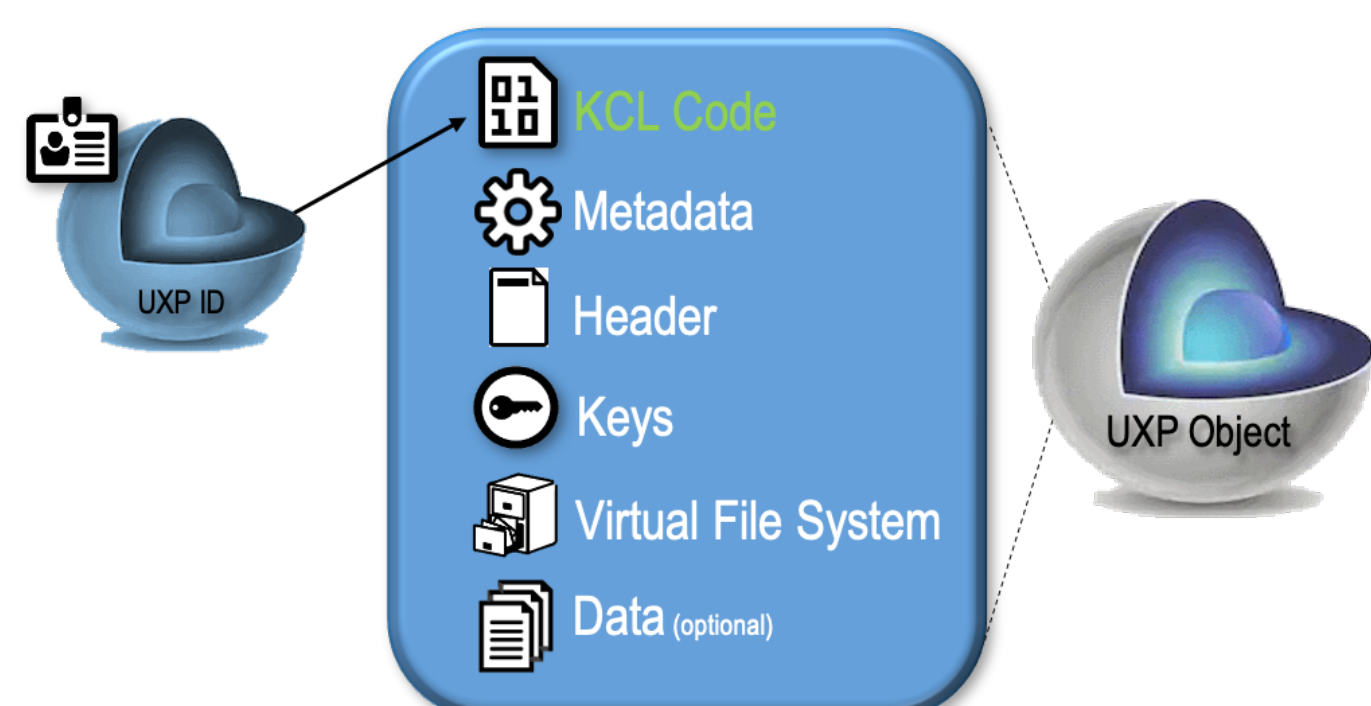 01
10
KCL Code
Metadata
Header
Keys
Virtual File System
Data (optional)
UXP ID
UXP Object